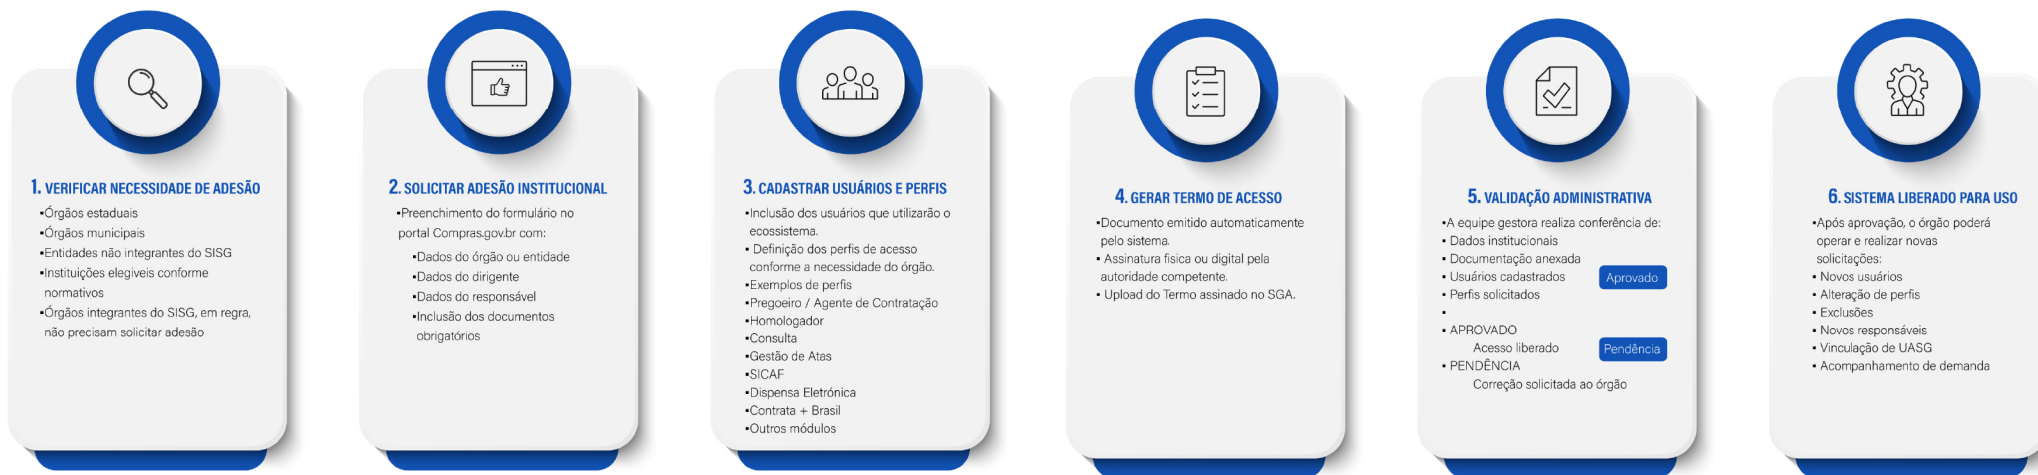 1. VERIFICAR NECESSIDADE DE ADESÃO
▪Órgãos estaduais
▪Órgãos municipais
▪Entidades não integrantes do SISG
▪Instituições elegiveis conforme
normativos
▪Órgãos integrantes do SISG, em regra,
não precisam solicitar adesão
2. SOLICITAR ADESÃO INSTITUCIONAL
▪Preenchimento do formulário no
portal Compras.gov.br com:
▪Dados do órgão ou entidade
▪Dados do dirigente
▪Dados do responsável
▪Inclusão dos documentos
obrigatórios
3. CADASTRAR USUÁRIOS E PERFIS
▪Inclusão dos usuários que utilizarão o
ecossistema.
▪ Definição dos perfis de acesso
conforme a necessidade do órgão.
▪Exemplos de perfis
▪Pregoeiro / Agente de Contratação
▪Homologador
▪Consulta
▪Gestão de Atas
▪SICAF
▪Dispensa Eletrónica
▪Contrata + Brasil
▪Outros módulos
4. GERAR TERMO DE ACESSO
▪Documento emitido automaticamente
pelo sistema.
▪ Assinatura fisica ou digital pela
autoridade competente.
▪ Upload do Termo assinado no SGA.
5. VALIDAÇÃO ADMINISTRATIVA
▪A equipe gestora realiza conferência de:
▪ Dados institucionais
▪ Documentação anexada
▪ Usuários cadastrados
Aprovado
▪ Perfis solicitados
▪
▪ APROVADO
Acesso liberado
Pendência
▪ PENDÊNCIA
Correção solicitada ao órgão
6. SISTEMA LIBERADO PARA USO
▪Após aprovação, o órgão poderá
operar e realizar novas
solicitações:
▪ Novos usuários
▪ Alteração de perfis
▪ Exclusões
▪ Novos responsáveis
▪ Vinculação de UASG
▪ Acompanhamento de demanda